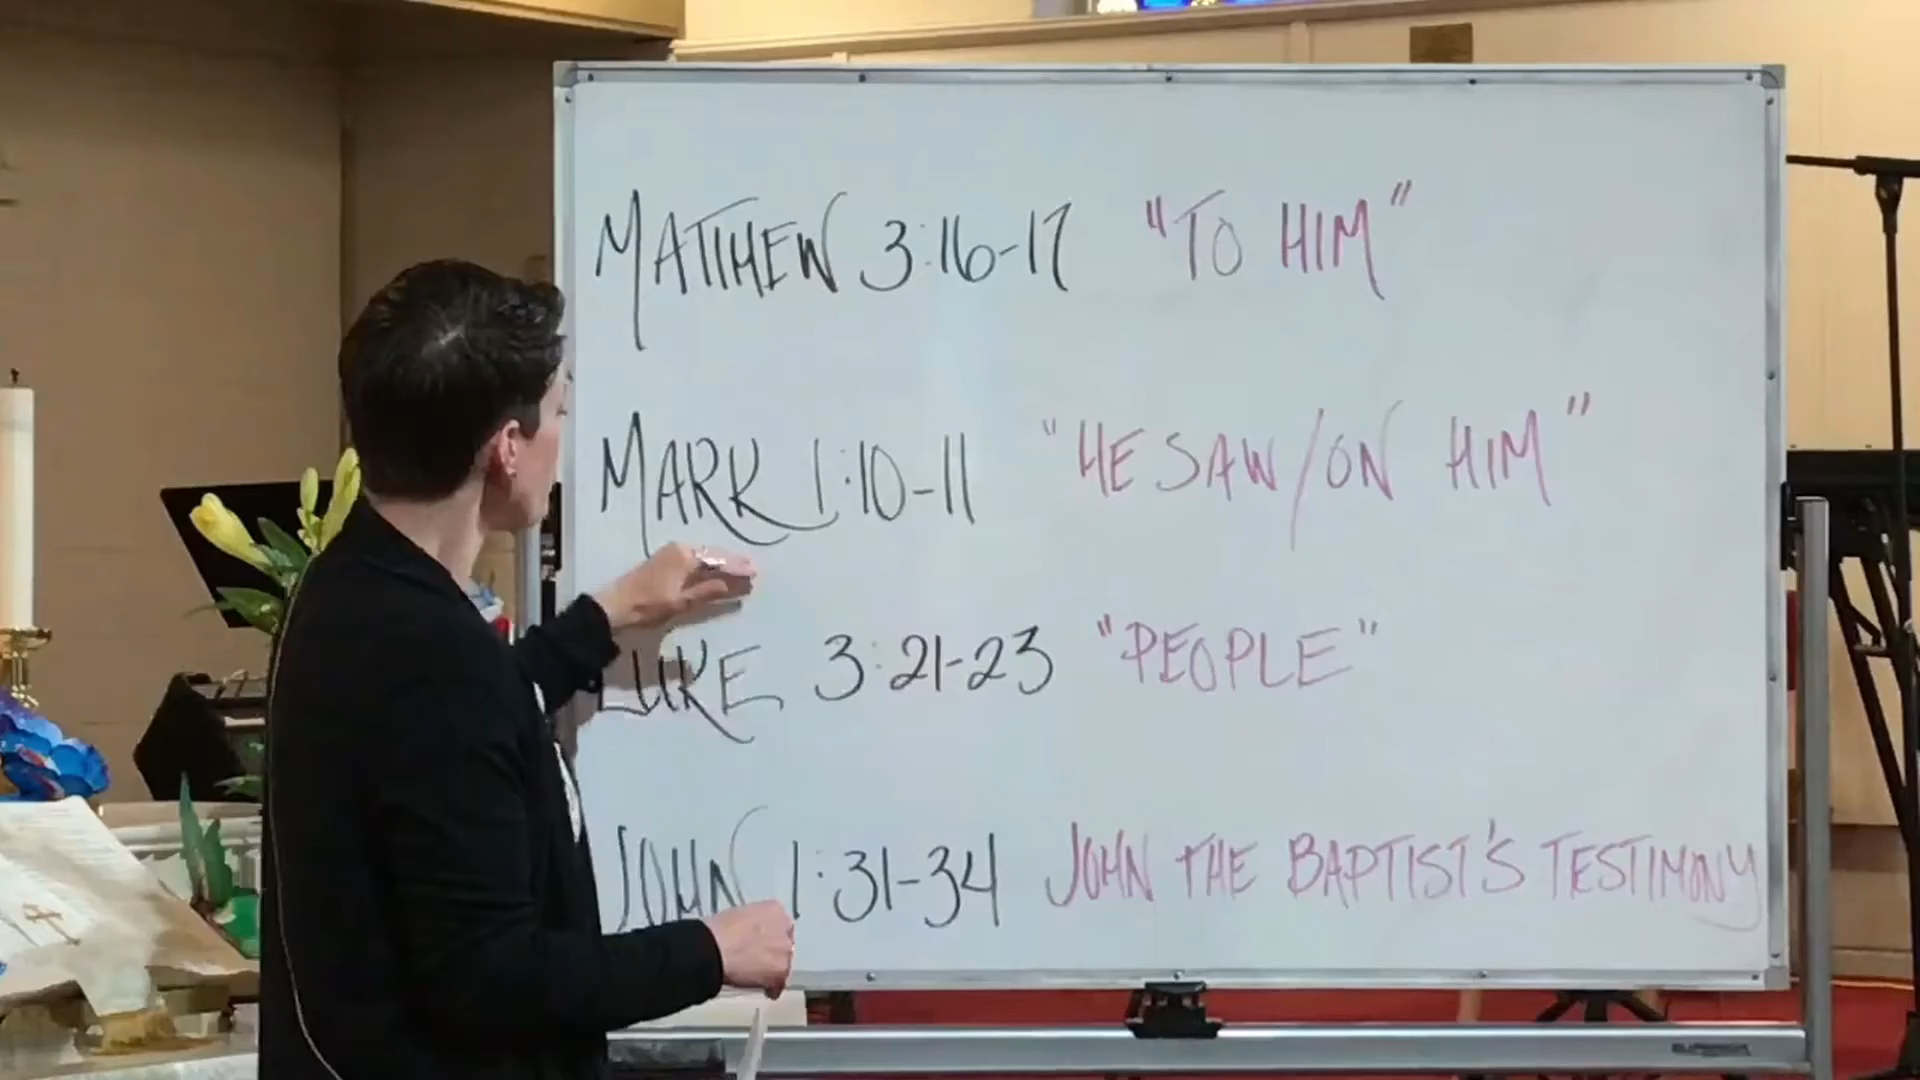 MATTHEW 3:16-17 "TO HIM"
MARK 1:10-11 "HE SAW/ON HIM"
LUKE 3:21-23 "PEOPLE"
JOHN 1:31-34 JOHN THE BAPTIST'S TESTIMONY